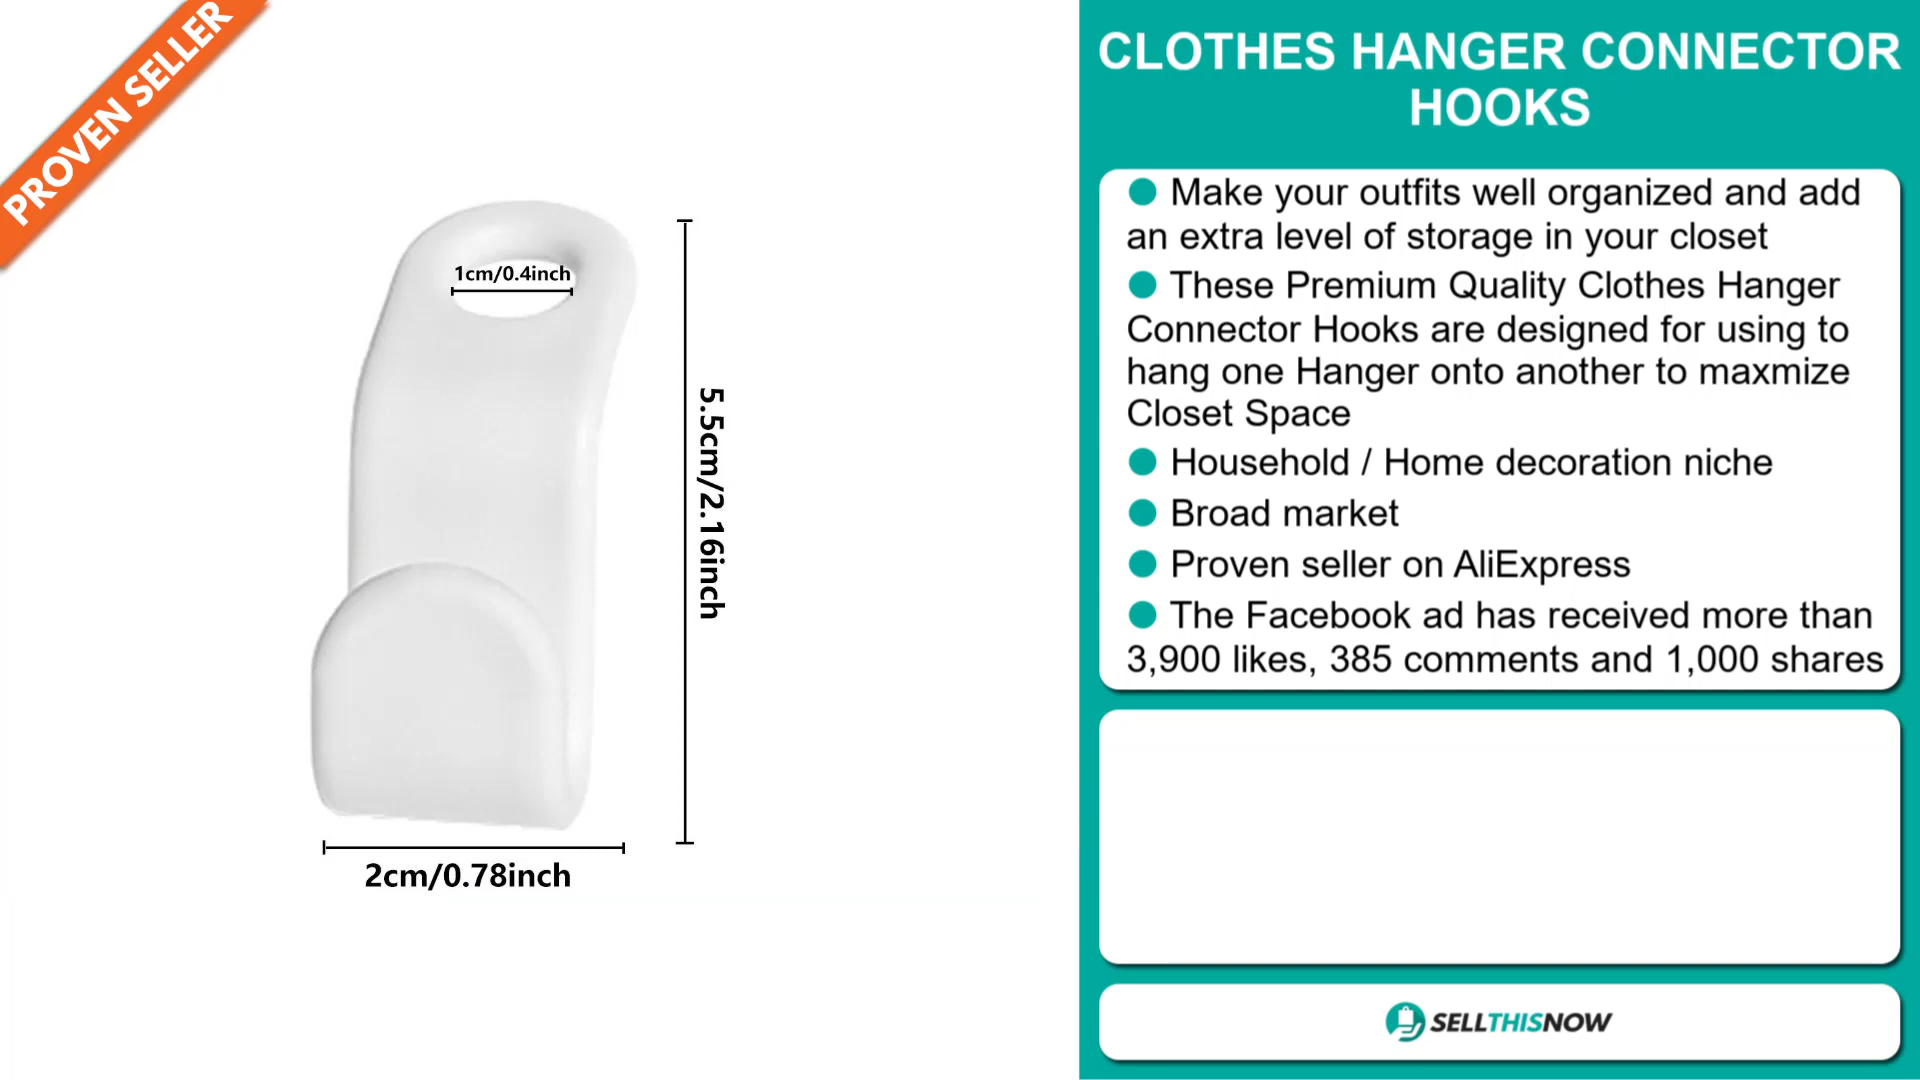 PROVEN SELLER
1cm/0.4inch
5.5cm/2.16inch
2cm/0.78inch
CLOTHES HANGER CONNECTOR
HOOKS
● Make your outfits well organized and add
an extra level of storage in your closet
● These Premium Quality Clothes Hanger
Connector Hooks are designed for using to
hang one Hanger onto another to maxmize
Closet Space
● Household / Home decoration niche
● Broad market
● Proven seller on AliExpress
● The Facebook ad has received more than
3,900 likes, 385 comments and 1,000 shares
SELLTHISNOW